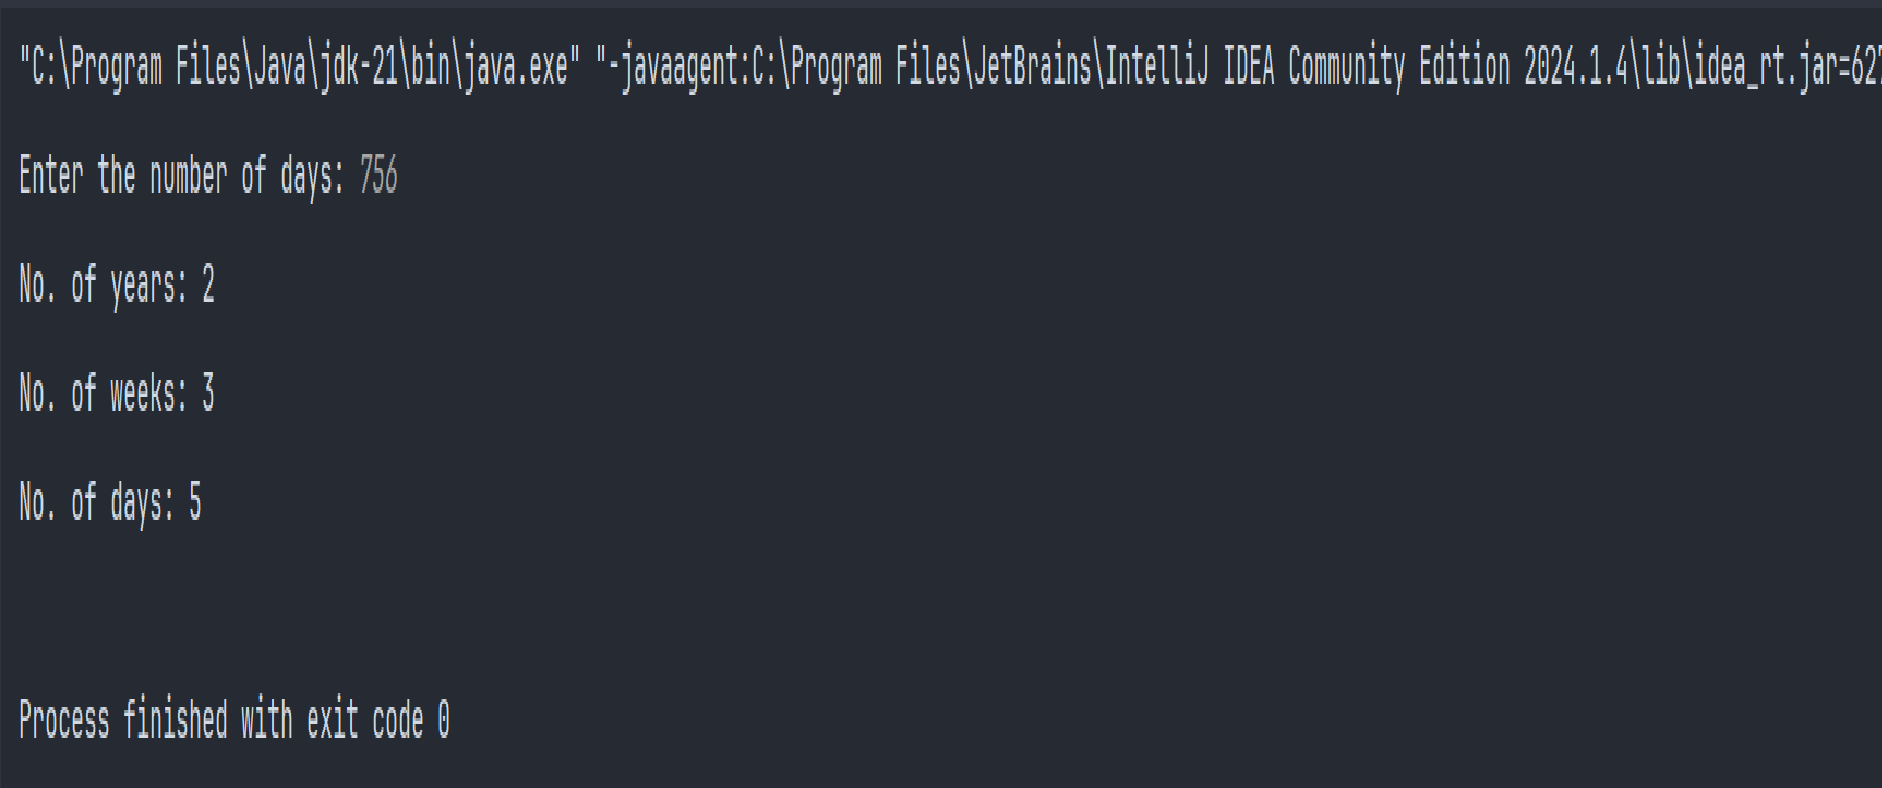 "C:\Program Files\Java\jdk-21\bin\java.exe" "-javaagent:C:\Program Files\JetBrains\IntelliJ IDEA Community Edition 2024.1.4\lib\idea_rt.jar=627
Enter the number of days: 756
No. of years: 2
No. of weeks: 3
No. of days: 5
Process finished with exit code 0